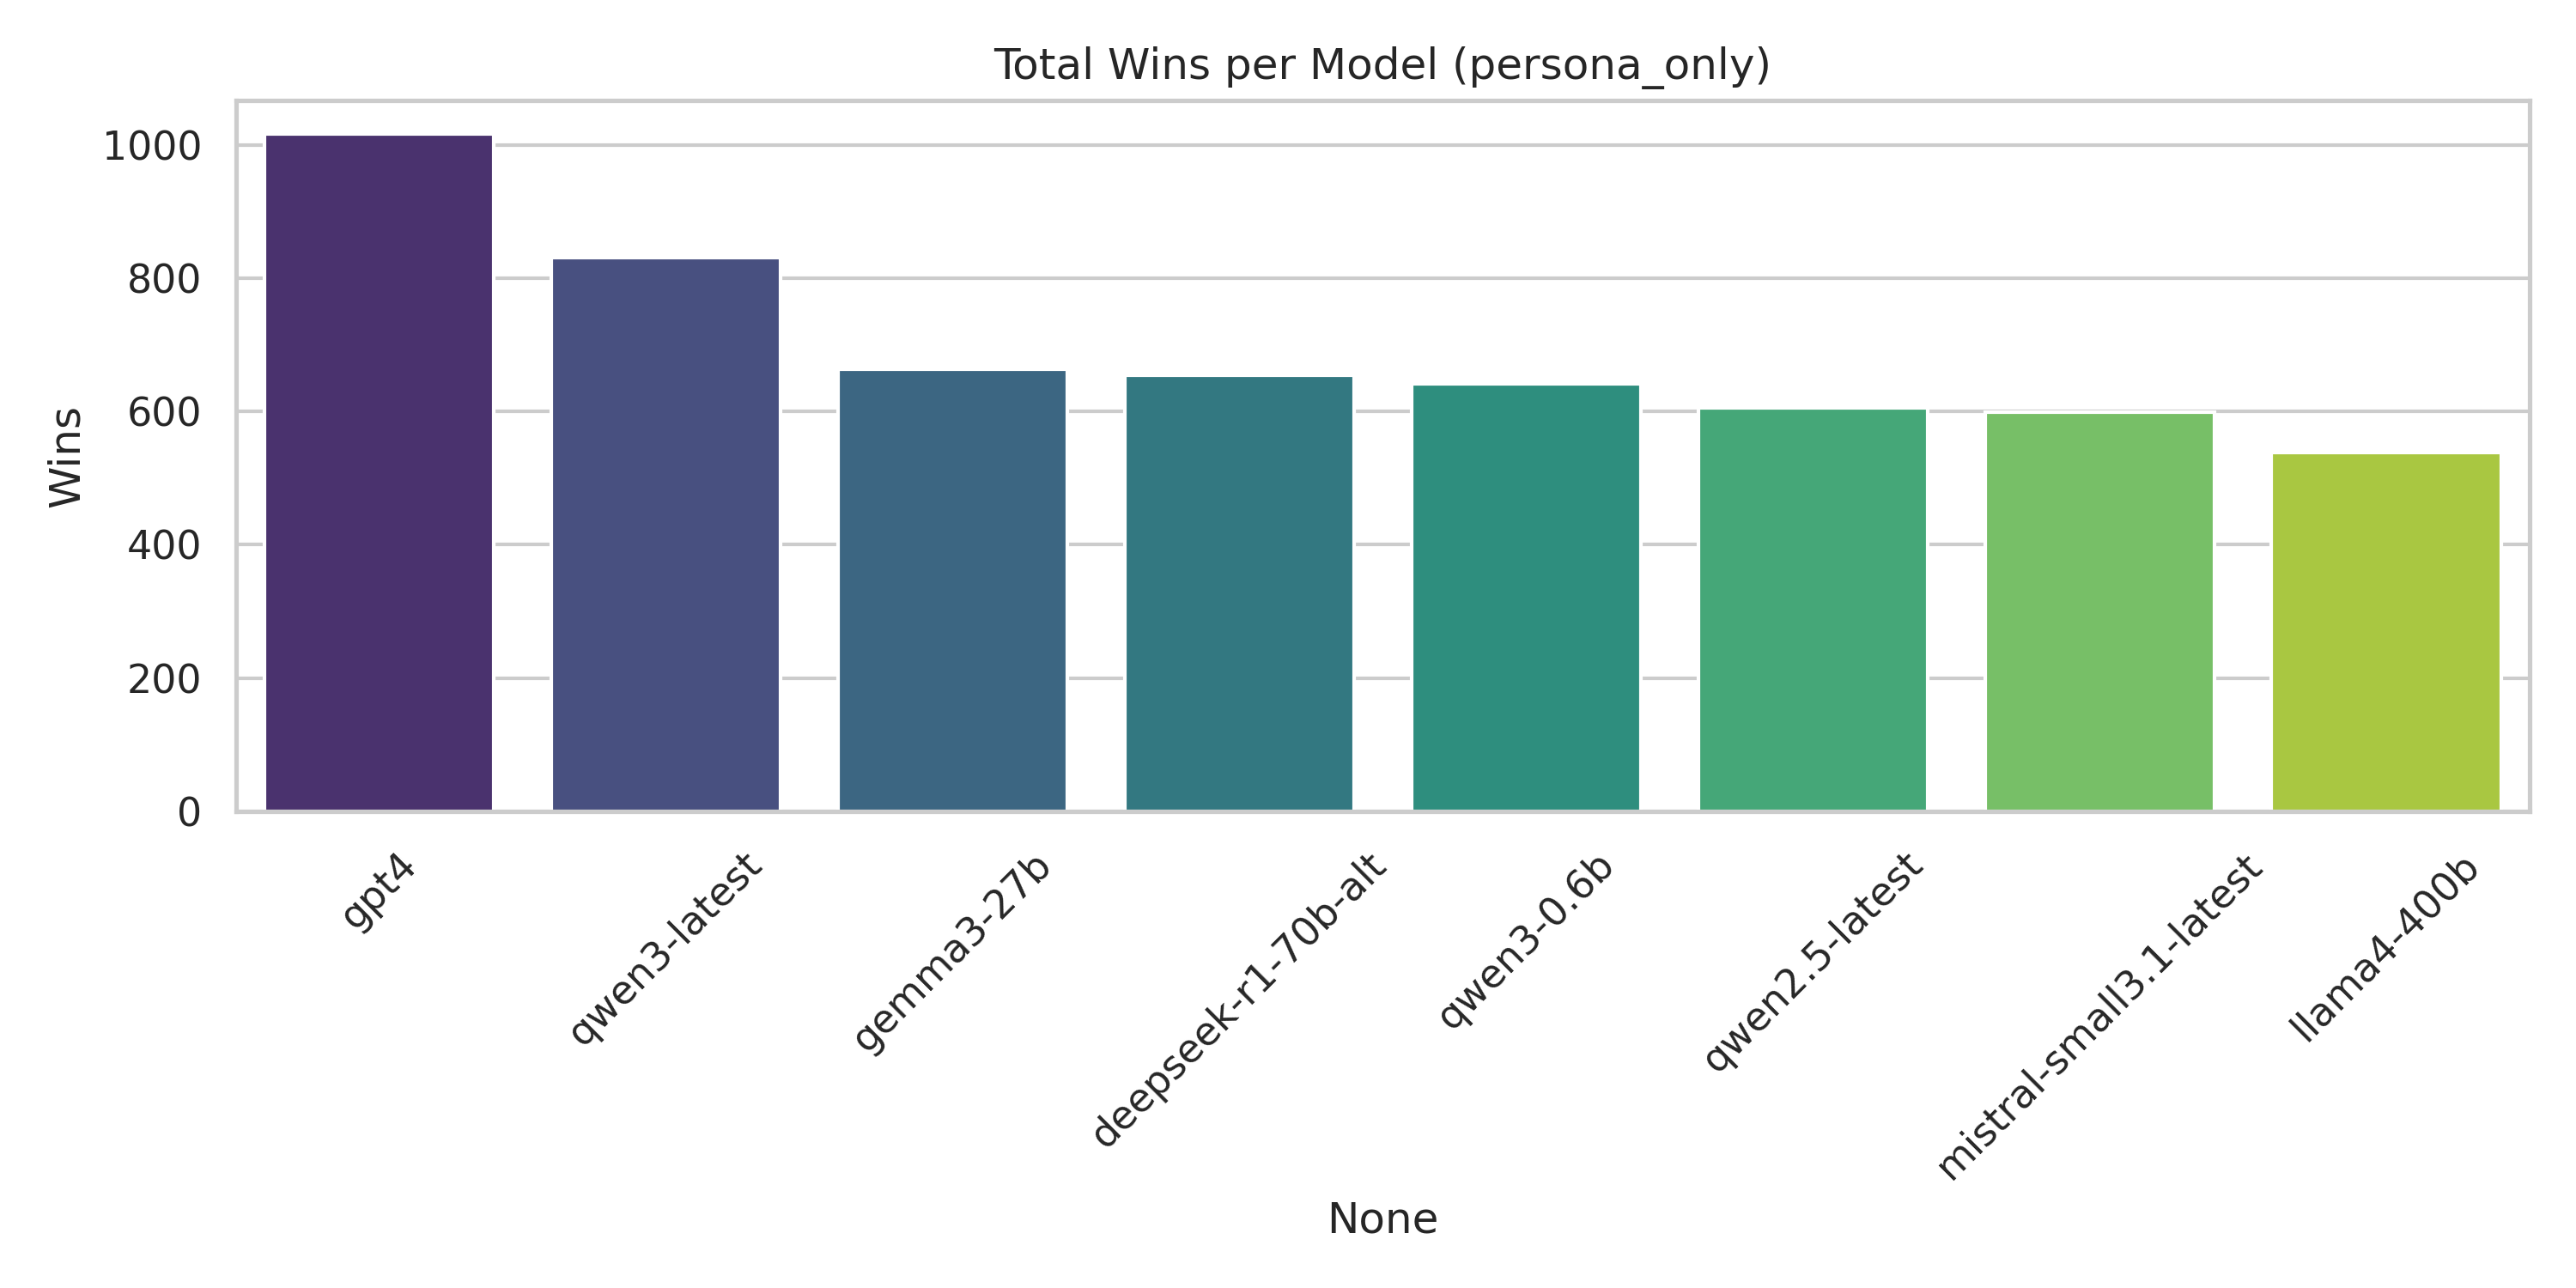 Total Wins per Model (persona_only)
Wins
1000
800
600
400
200
0
gpt4
qwen3-latest
gemma3-27b
deepseek-r1-70b-alt
qwen3-0.6b
qwen2.5-latest
mistral-small3.1-latest
llama4-400b
None